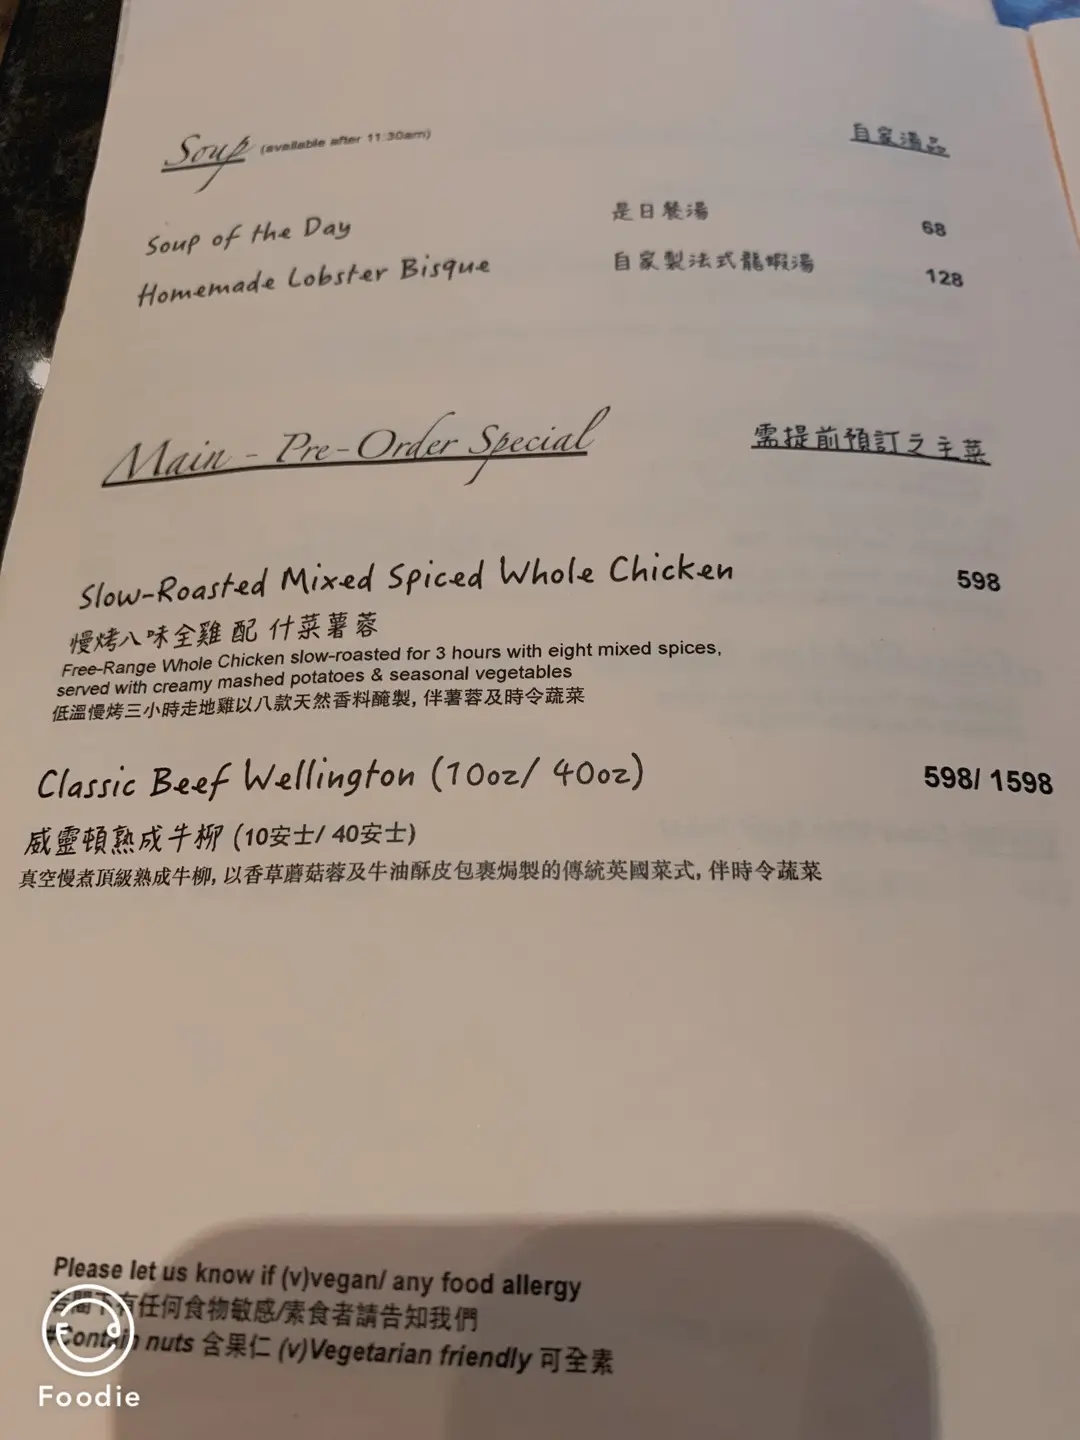 Soup (available after 11:30am) 自家湯品
Soup of the Day 是日餐湯 68
Homemade Lobster Bisque 自家製法式龍蝦湯 128
Main - Pre-Order Special 需提前預訂之主菜
Slow-Roasted Mixed Spiced Whole Chicken 598
慢烤八味全雞 配 什菜薯蓉
Free-Range Whole Chicken slow-roasted for 3 hours with eight mixed spices,
served with creamy mashed potatoes & seasonal vegetables
低溫慢烤三小時走地雞以八款天然香料醃製, 伴薯蓉及時令蔬菜
Classic Beef Wellington (10oz/ 40oz) 598/ 1598
威靈頓熟成牛柳 (10安士/ 40安士)
真空慢煮頂級熟成牛柳, 以香草蘑菇蓉及牛油酥皮包裹焗製的傳統英國菜式, 伴時令蔬菜
Please let us know if (v)vegan/ any food allergy
若閣下有任何食物敏感/素食者請告知我們
#Contain nuts 含果仁 (v)Vegetarian friendly 可全素
Foodie